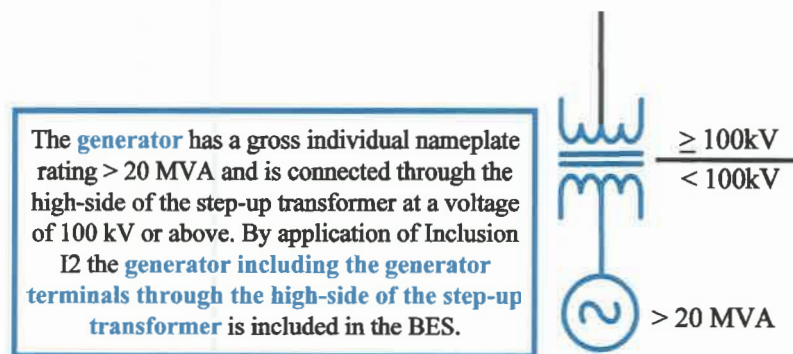 The generator has a gross individual nameplate
rating > 20 MVA and is connected through the
high-side of the step-up transformer at a voltage
of 100 kV or above. By application of Inclusion
I2 the generator including the generator
terminals through the high-side of the step-up
transformer is included in the BES.
≥ 100kV
< 100kV
> 20 MVA